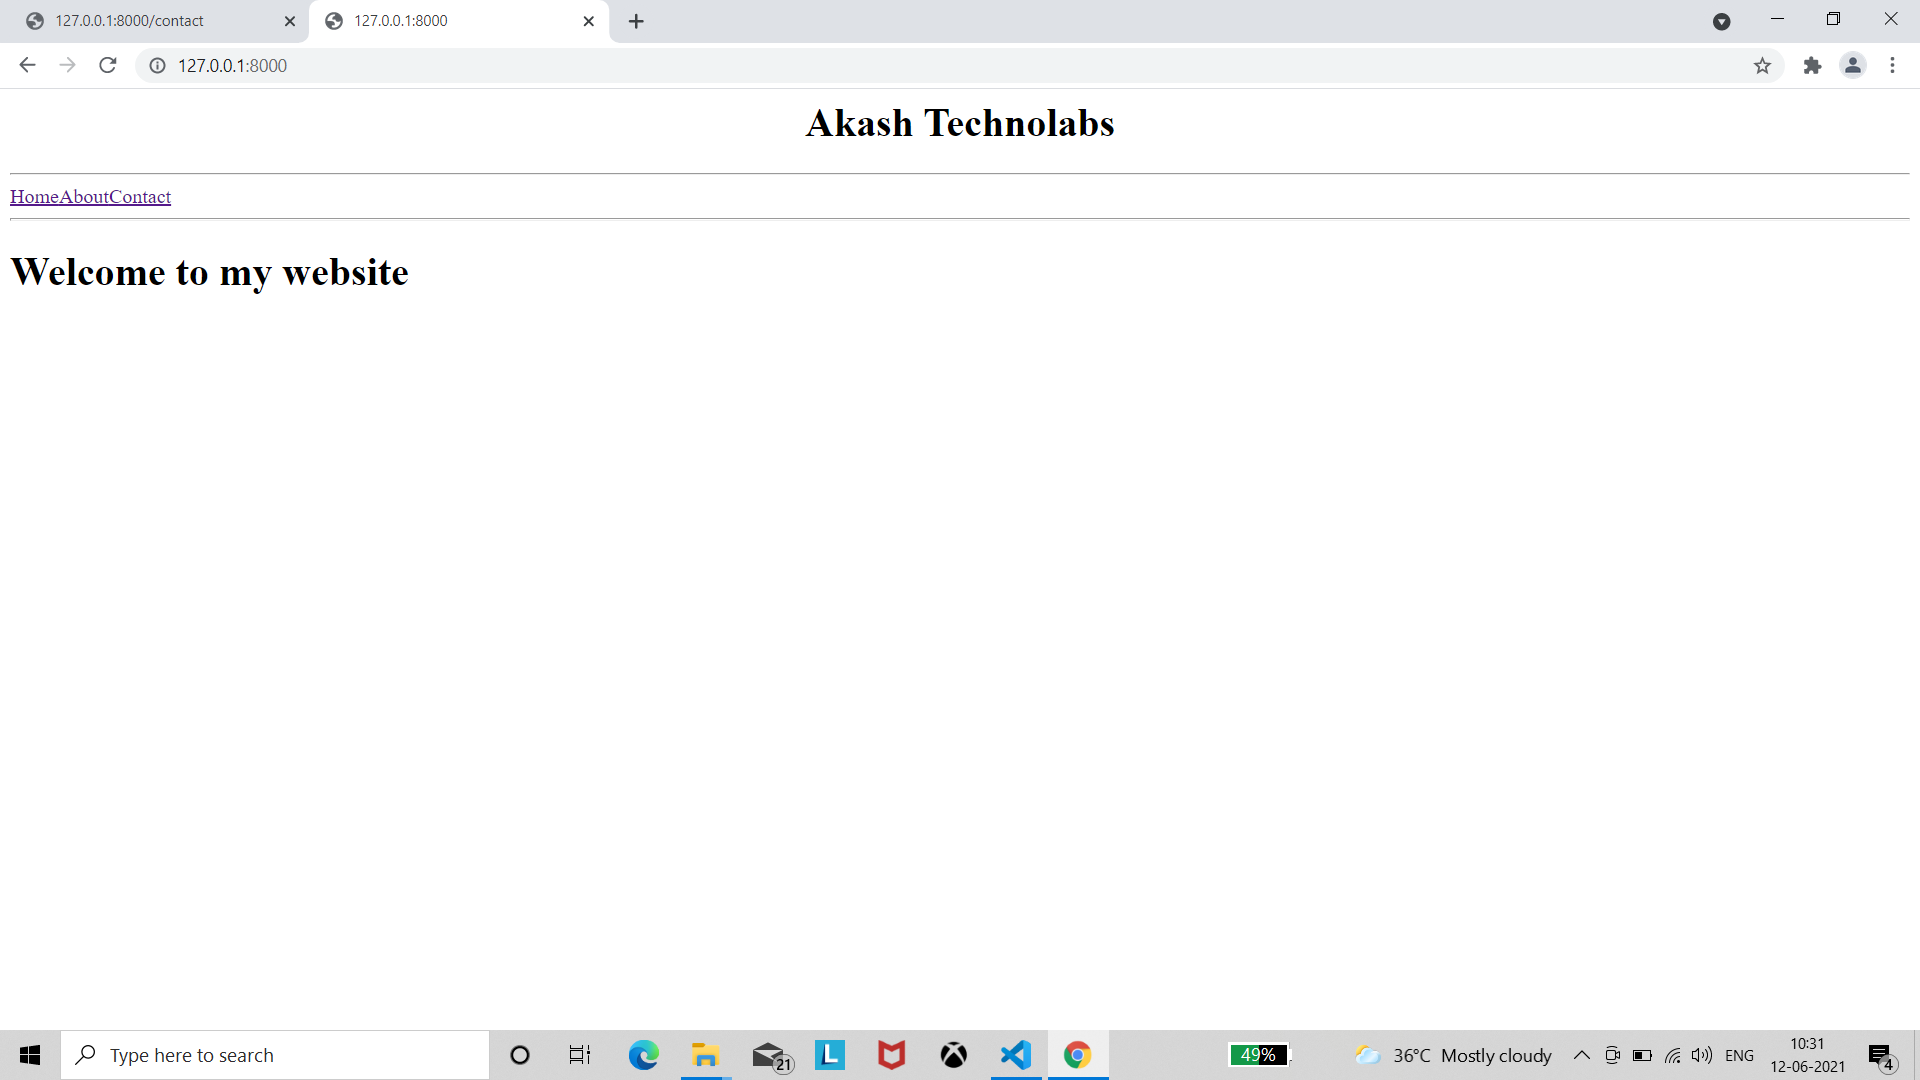 127.0.0.1:8000/contact
127.0.0.1:8000
127.0.0.1:8000
Akash Technolabs
HomeAboutContact
Welcome to my website
Type here to search
21
L
49%
36°C Mostly cloudy
ENG
10:31
12-06-2021
4